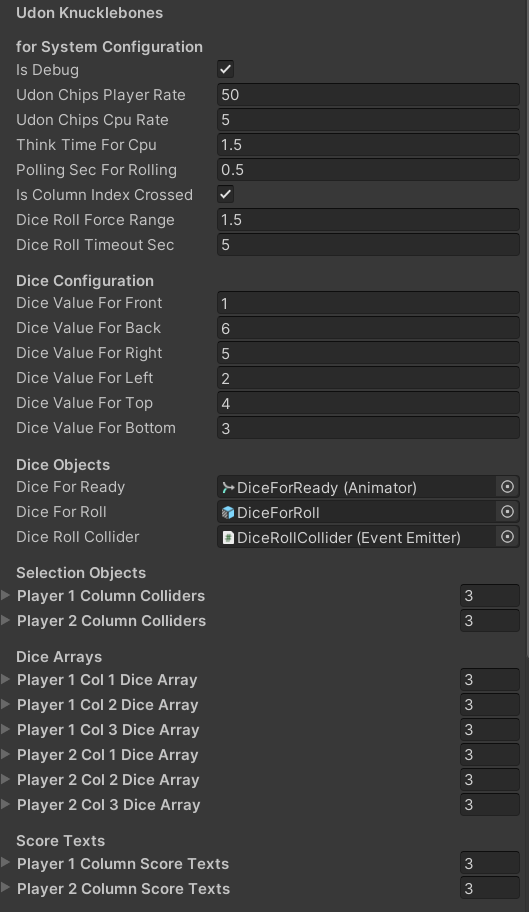 Udon Knucklebones
for System Configuration
Is Debug
Udon Chips Player Rate 50
Udon Chips Cpu Rate 5
Think Time For Cpu 1.5
Polling Sec For Rolling 0.5
Is Column Index Crossed
Dice Roll Force Range 1.5
Dice Roll Timeout Sec 5
Dice Configuration
Dice Value For Front 1
Dice Value For Back 6
Dice Value For Right 5
Dice Value For Left 2
Dice Value For Top 4
Dice Value For Bottom 3
Dice Objects
Dice For Ready DiceForReady (Animator)
Dice For Roll DiceForRoll
Dice Roll Collider DiceRollCollider (Event Emitter)
Selection Objects
Player 1 Column Colliders 3
Player 2 Column Colliders 3
Dice Arrays
Player 1 Col 1 Dice Array 3
Player 1 Col 2 Dice Array 3
Player 1 Col 3 Dice Array 3
Player 2 Col 1 Dice Array 3
Player 2 Col 2 Dice Array 3
Player 2 Col 3 Dice Array 3
Score Texts
Player 1 Column Score Texts 3
Player 2 Column Score Texts 3